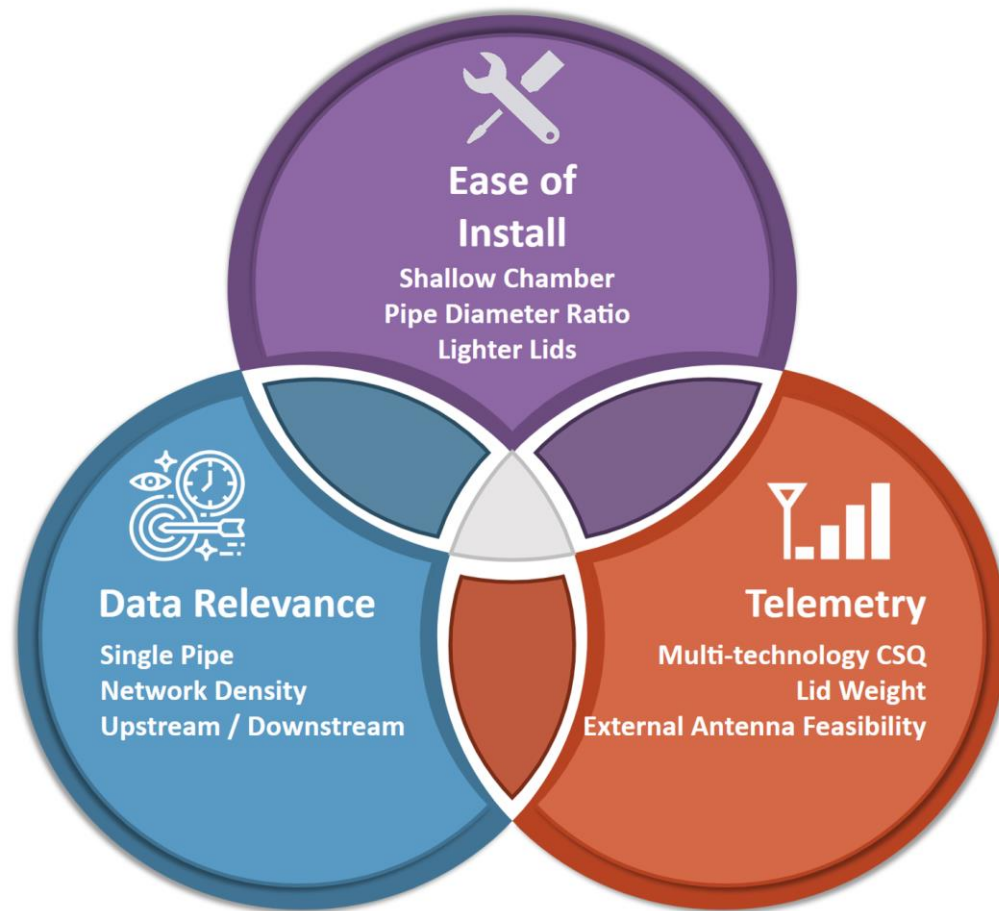 Ease of
Install
Shallow Chamber
Pipe Diameter Ratio
Lighter Lids
Data Relevance
Single Pipe
Network Density
Upstream / Downstream
Telemetry
Multi-technology CSQ
Lid Weight
External Antenna Feasibility